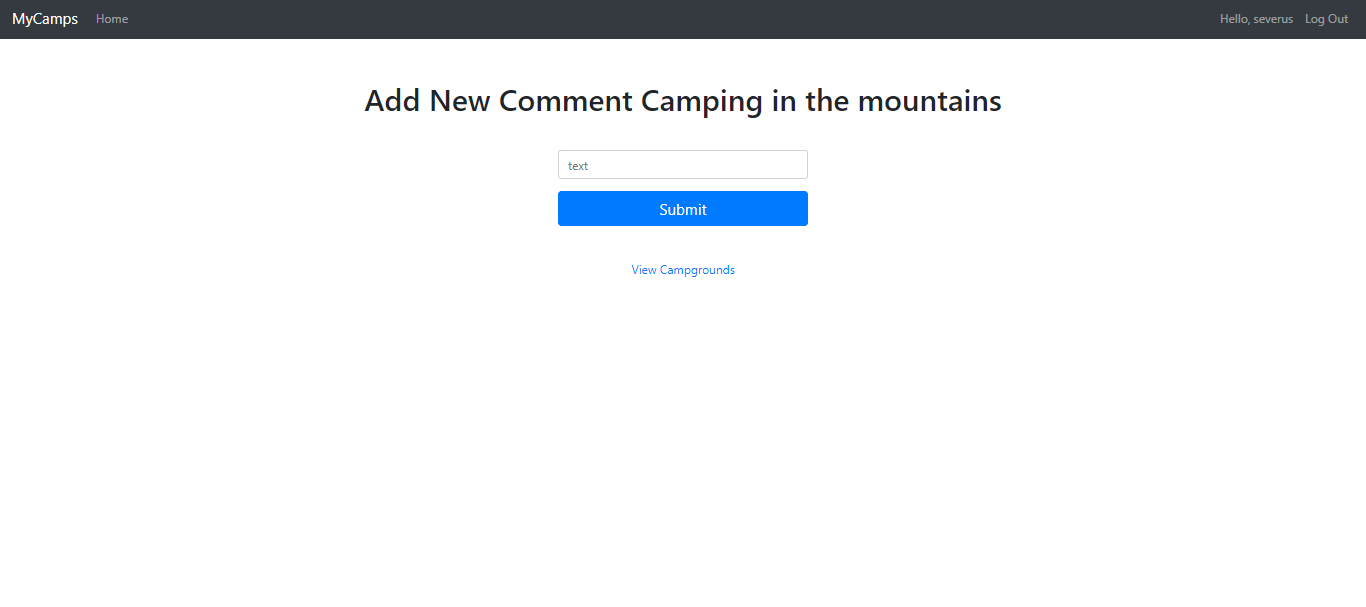 MyCamps Home Hello, severus Log Out
Add New Comment Camping in the mountains
text
Submit
View Campgrounds